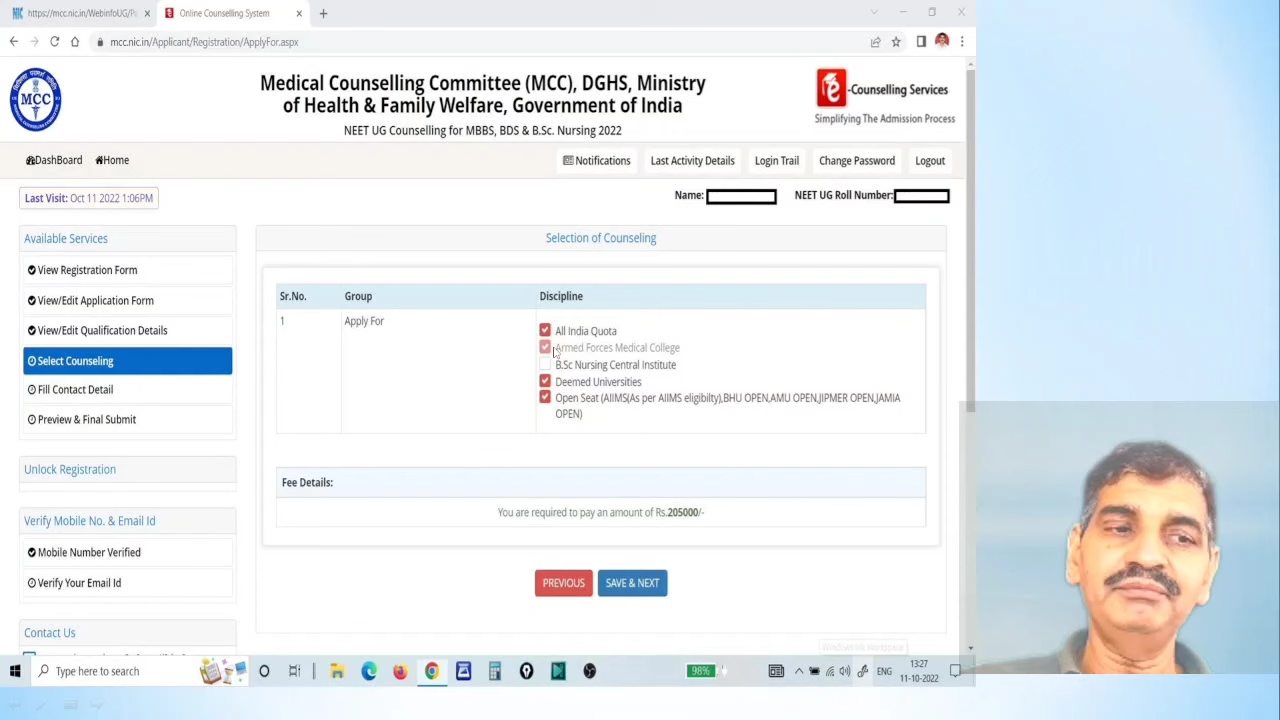 https://mcc.nic.in/WebinfoUG/Pa
Online Counselling System
mcc.nic.in/Applicant/Registration/ApplyFor.aspx
MCC
Medical Counselling Committee (MCC), DGHS, Ministry
of Health & Family Welfare, Government of India
NEET UG Counselling for MBBS, BDS & B.Sc. Nursing 2022
-Counselling Services
Simplifying The Admission Process
DashBoard Home
Notifications Last Activity Details Login Trail Change Password Logout
Last Visit: Oct 11 2022 1:06PM
Name: NEET UG Roll Number:
Available Services
View Registration Form
View/Edit Application Form
View/Edit Qualification Details
Select Counseling
Fill Contact Detail
Preview & Final Submit
Unlock Registration
Verify Mobile No. & Email Id
Mobile Number Verified
Verify Your Email Id
Contact Us
Selection of Counseling
Sr.No. Group Discipline
1 Apply For
All India Quota
Armed Forces Medical College
B.Sc Nursing Central Institute
Deemed Universities
Open Seat (AIIMS(As per AIIMS eligibilty),BHU OPEN,AMU OPEN,JIPMER OPEN,JAMIA
OPEN)
Fee Details:
You are required to pay an amount of Rs.205000/-
PREVIOUS SAVE & NEXT
Type here to search
98%
ENG
13:27
11-10-2022